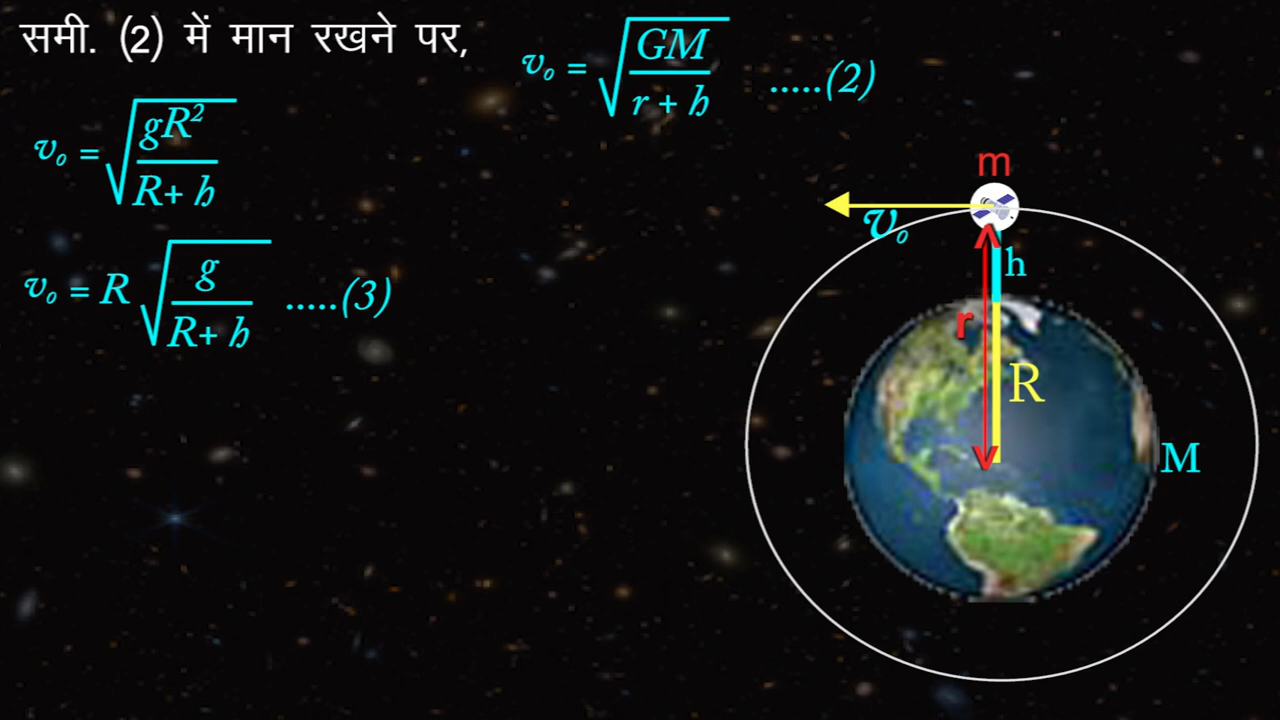 समी. (2) में मान रखने पर,
v₀ = √(GM / r + h) .....(2)
v₀ = √(gR² / R + h)
v₀ = R √(g / R + h) .....(3)
m
v₀
h
r
R
M